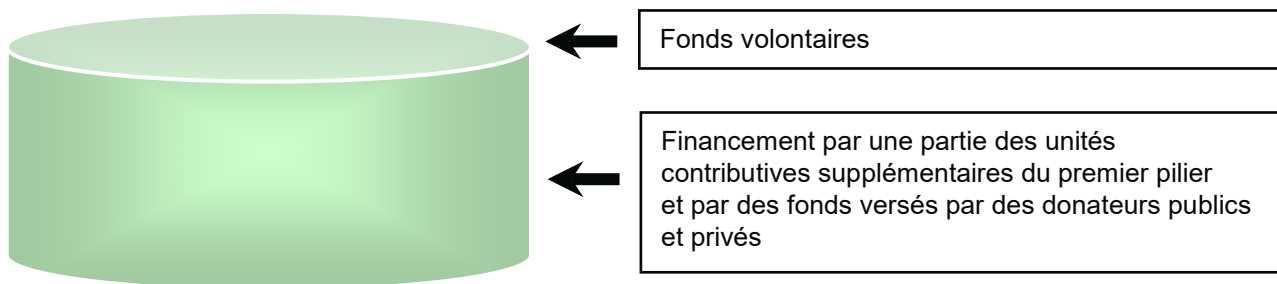 Fonds volontaires
Financement par une partie des unités
contributives supplémentaires du premier pilier
et par des fonds versés par des donateurs publics
et privés